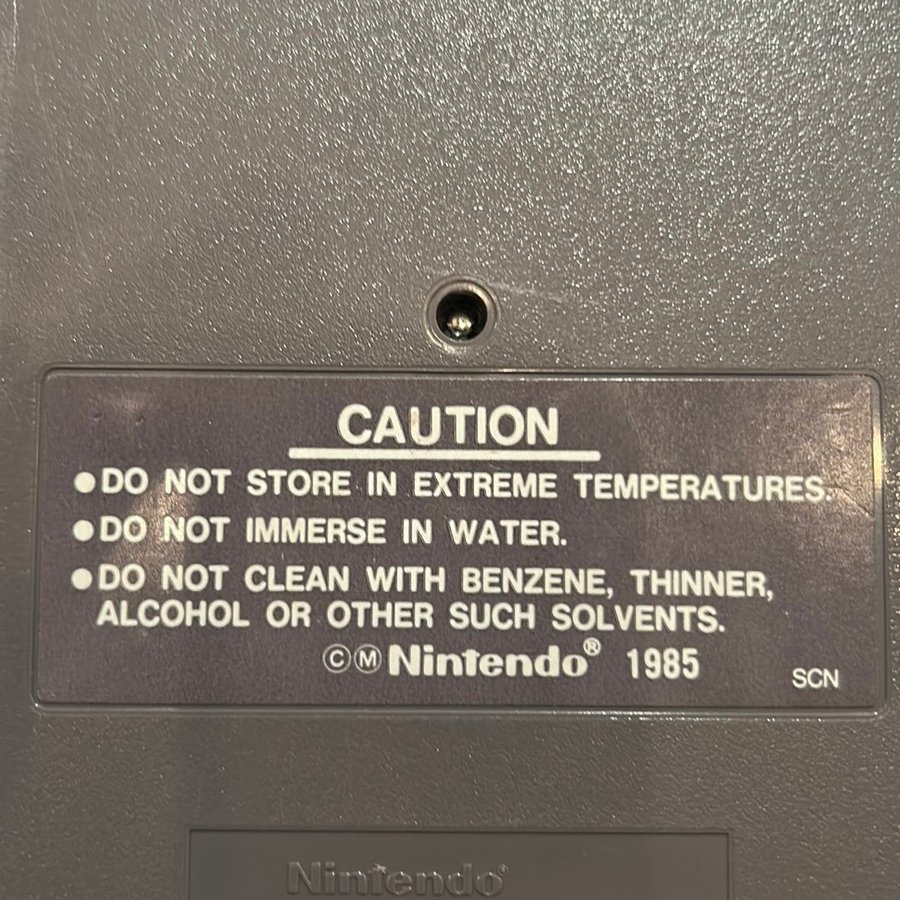 CAUTION
●DO NOT STORE IN EXTREME TEMPERATURES.
●DO NOT IMMERSE IN WATER.
●DO NOT CLEAN WITH BENZENE, THINNER,
ALCOHOL OR OTHER SUCH SOLVENTS.
©Ⓜ Nintendo® 1985
SCN
Nintendo®